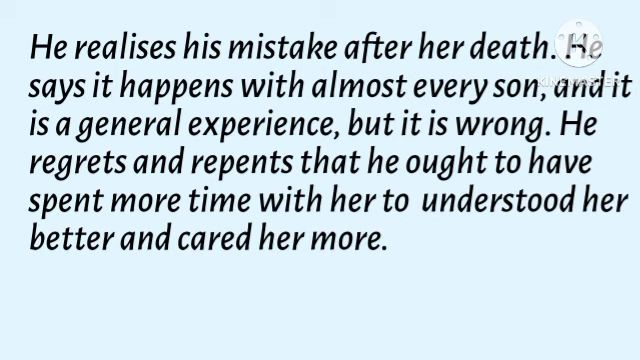 He realises his mistake after her death. He
says it happens with almost every son, and it
is a general experience, but it is wrong. He
regrets and repents that he ought to have
spent more time with her to understood her
better and cared her more.
KINEMASTER